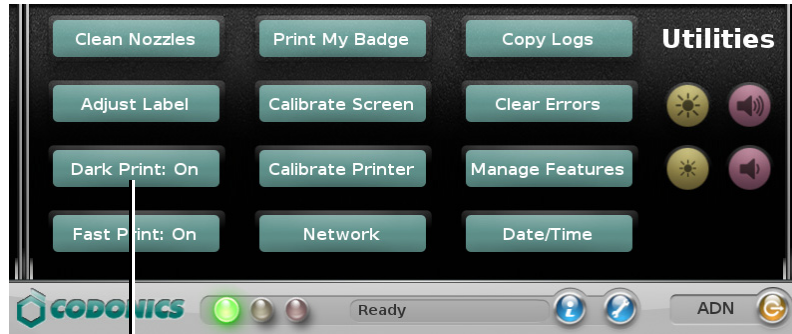 Clean Nozzles Print My Badge Copy Logs Utilities
Adjust Label Calibrate Screen Clear Errors
Dark Print: On Calibrate Printer Manage Features
Fast Print: On Network Date/Time
CODONICS Ready ADN